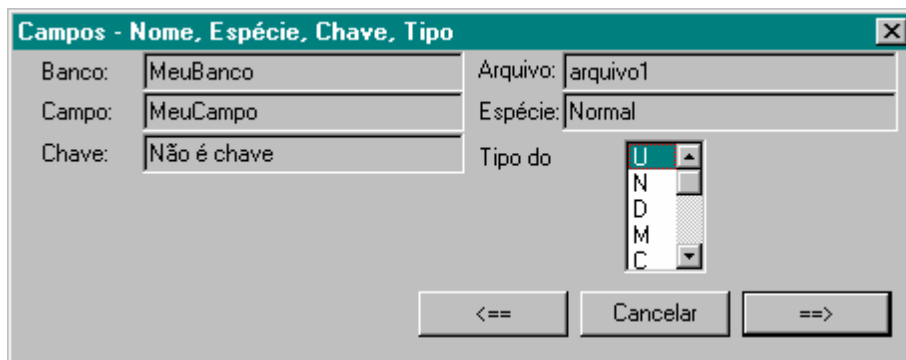 Campos - Nome, Espécie, Chave, Tipo
Banco: MeuBanco Arquivo: arquivo1
Campo: MeuCampo Espécie: Normal
Chave: Não é chave Tipo do U
N
D
M
C
<== Cancelar ==>